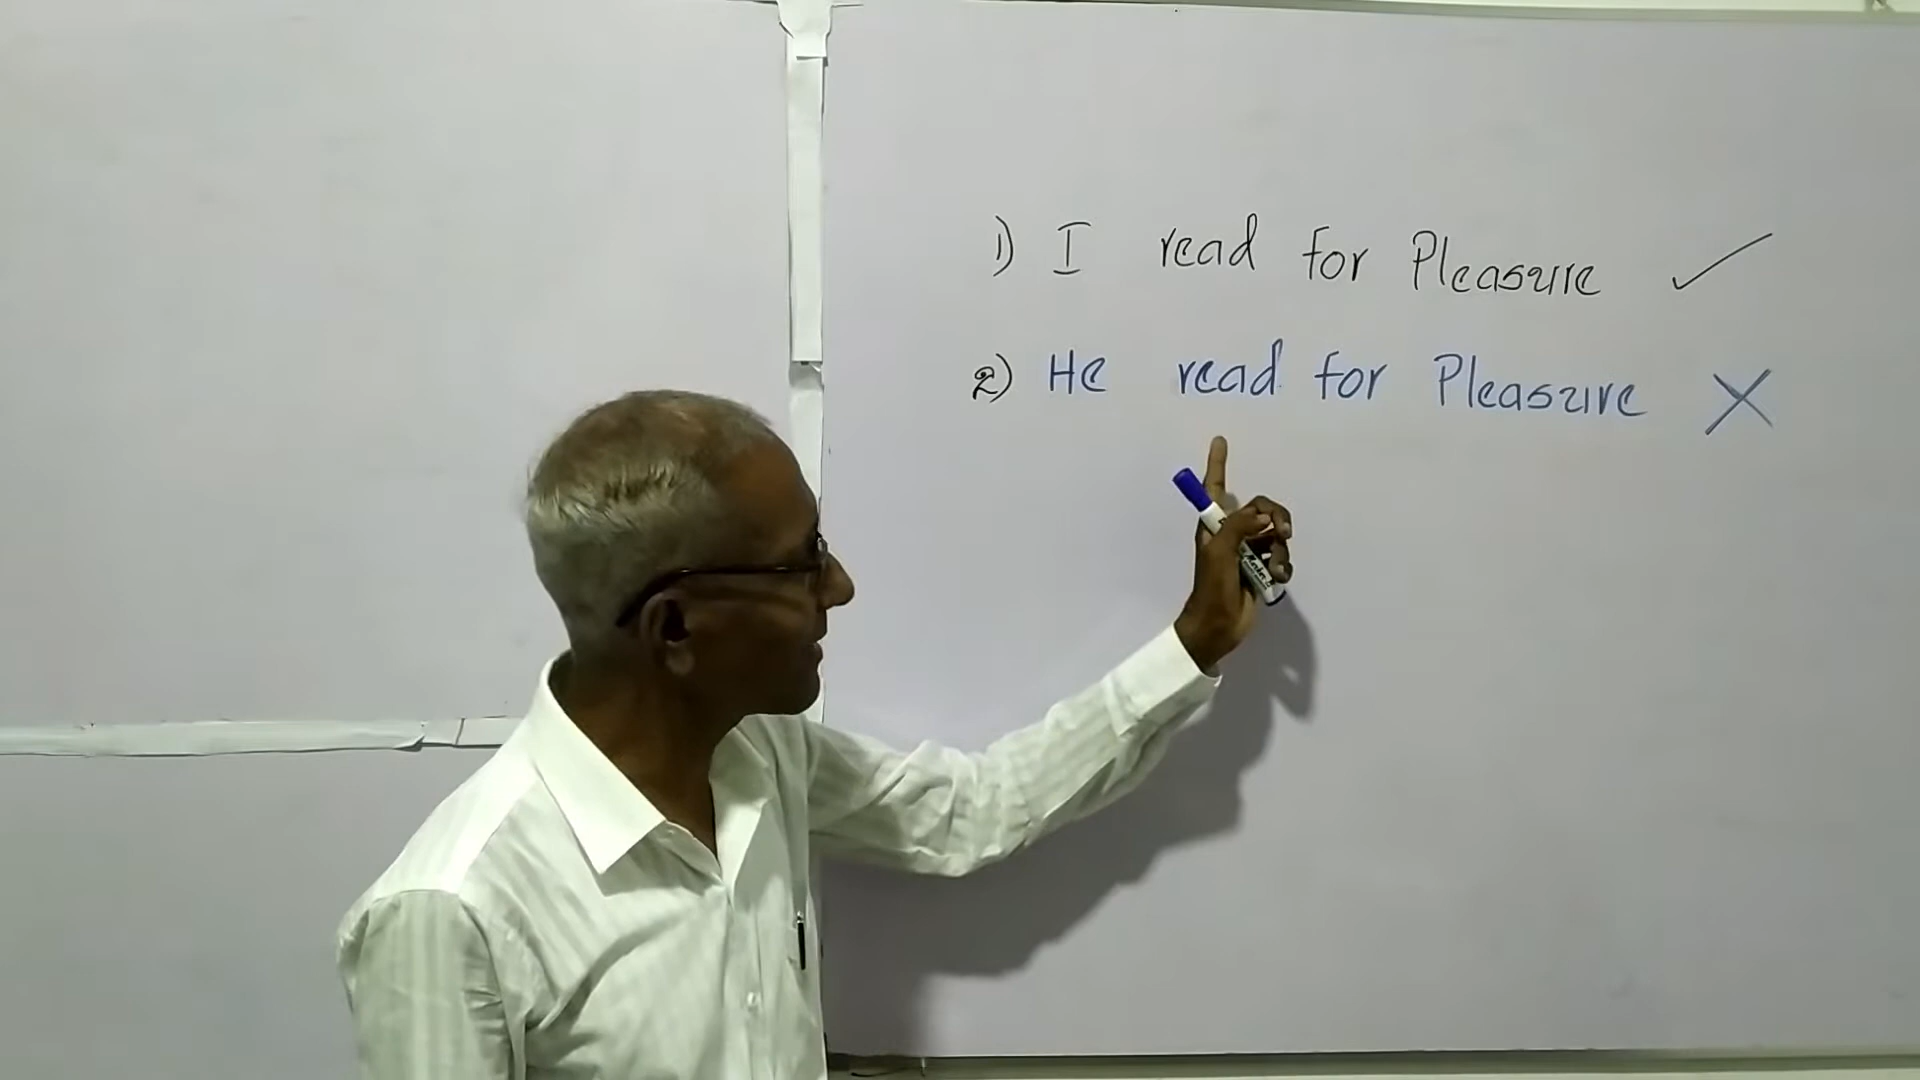 1) I read for Pleasure ✓
2) He read for Pleasure ✗